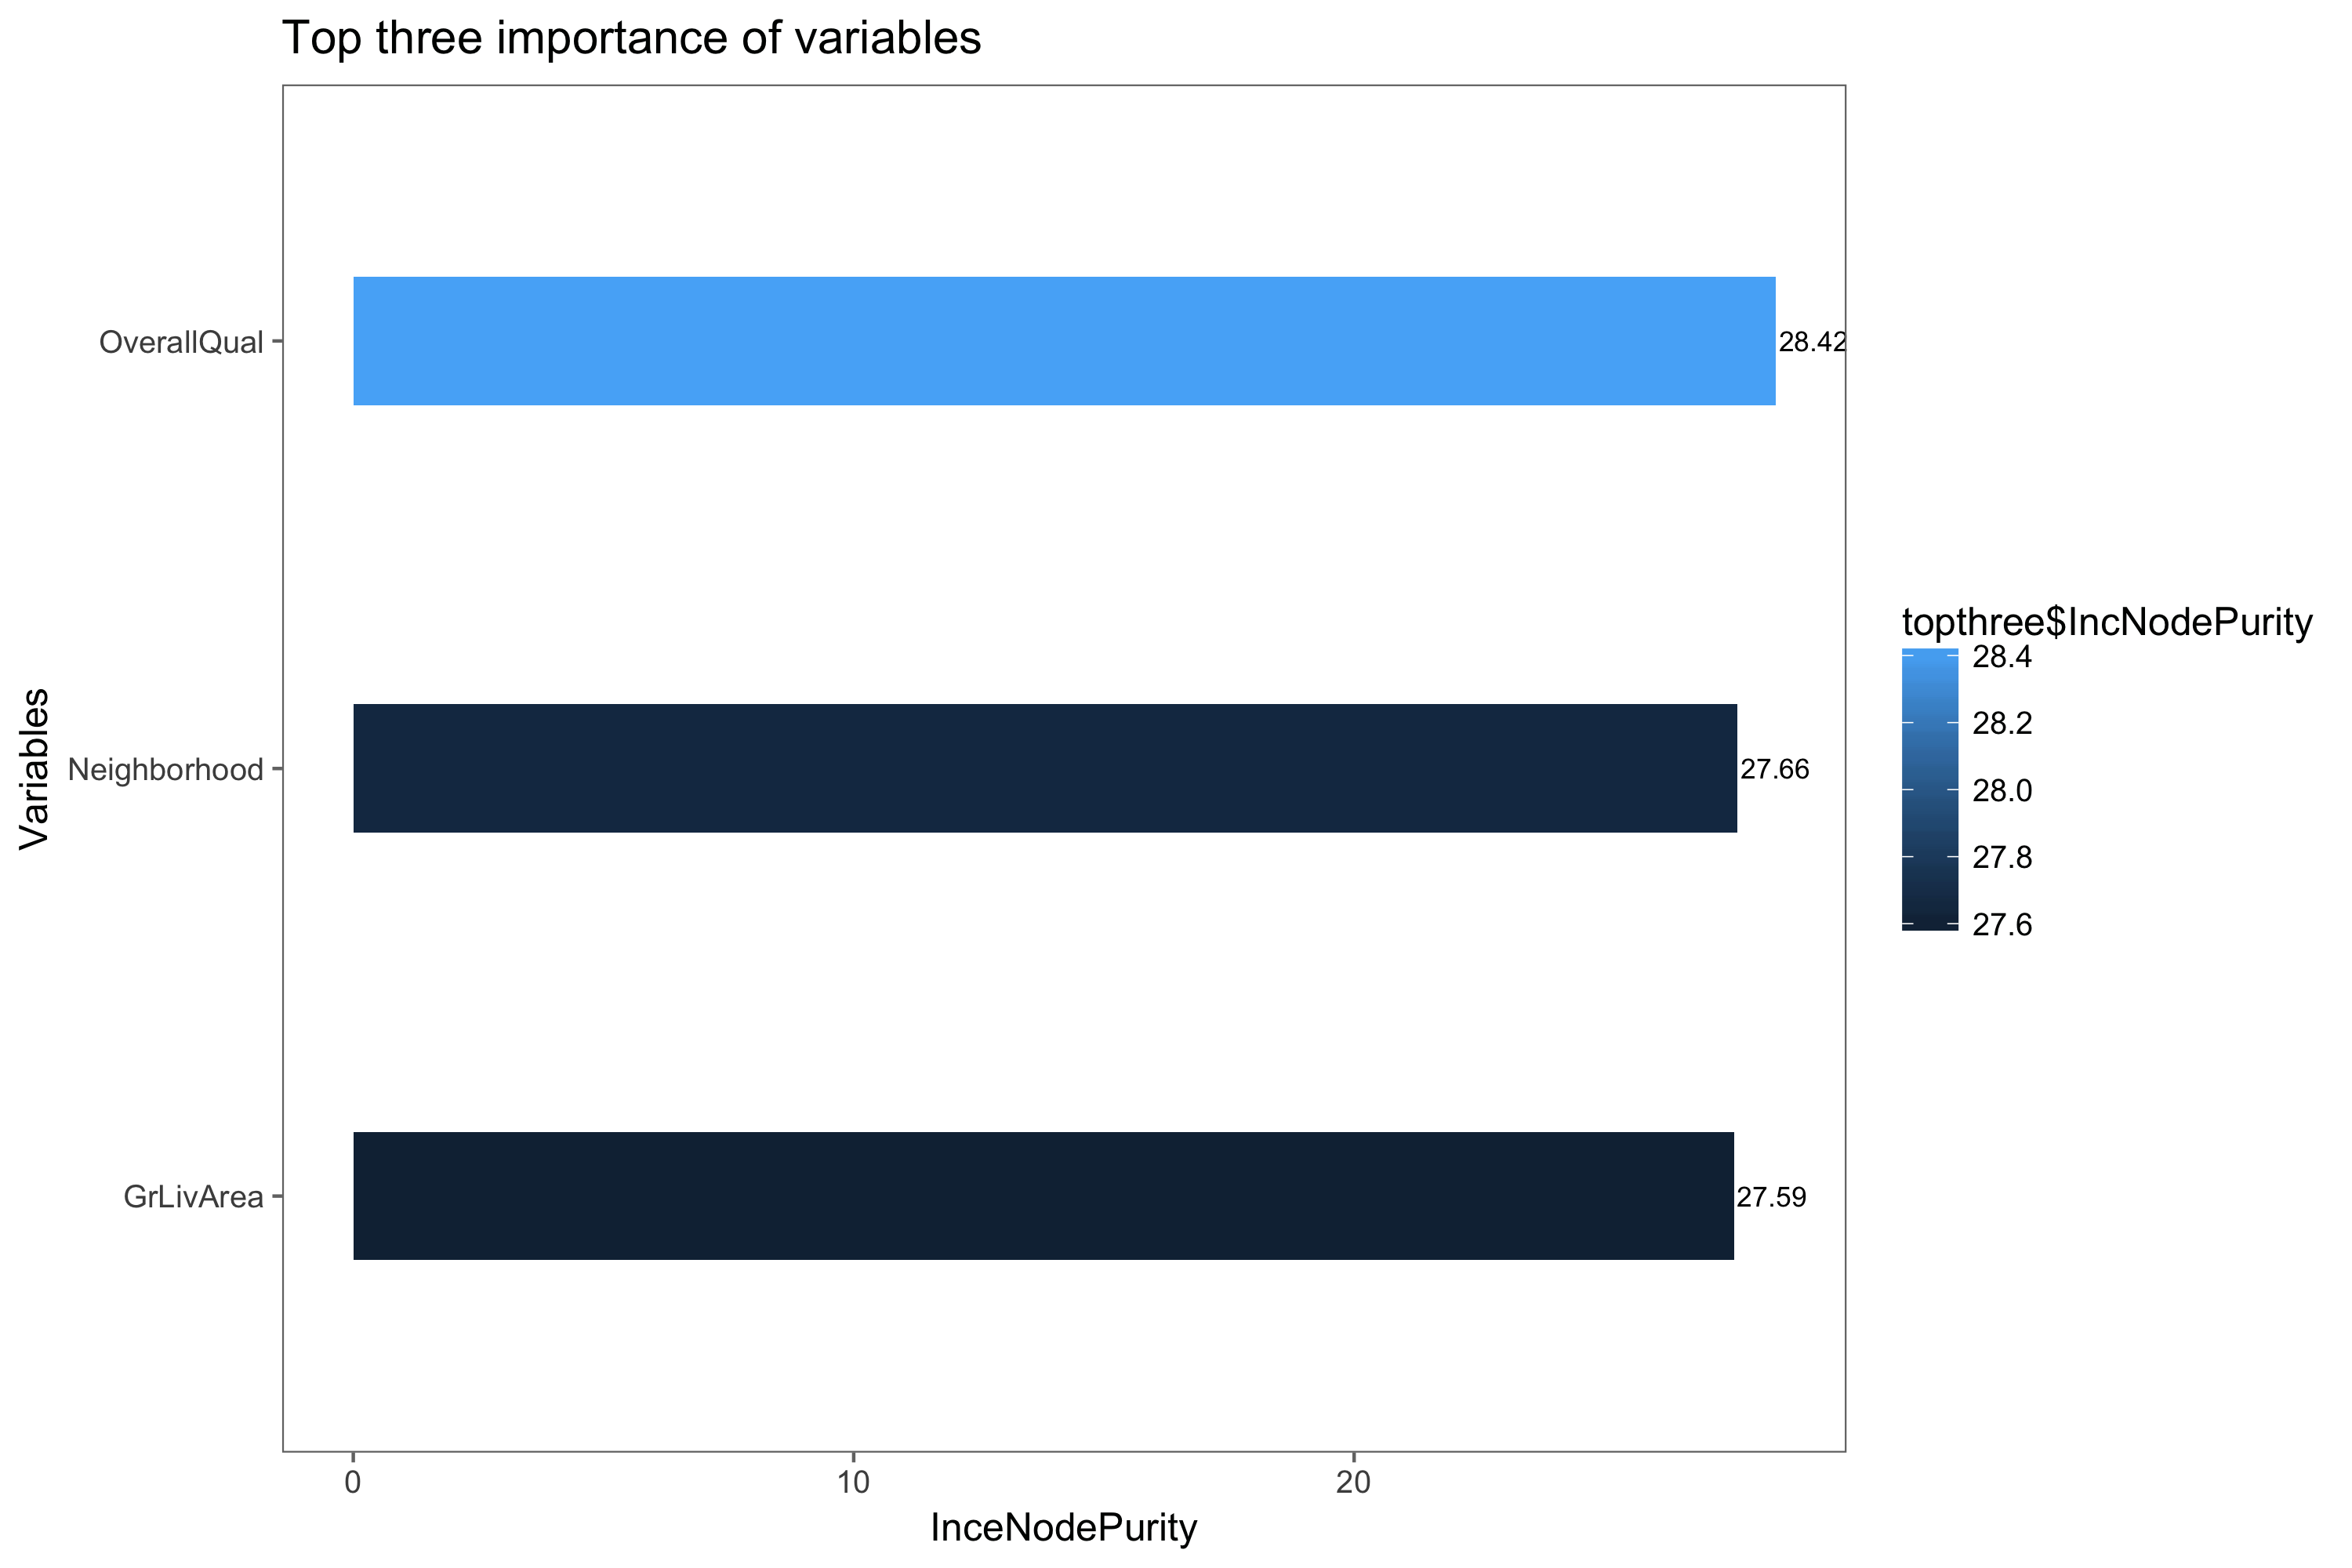 Top three importance of variables
Variables
OverallQual
28.42
Neighborhood
27.66
GrLivArea
27.59
0
10
20
InceNodePurity
topthree$IncNodePurity
28.4
28.2
28.0
27.8
27.6